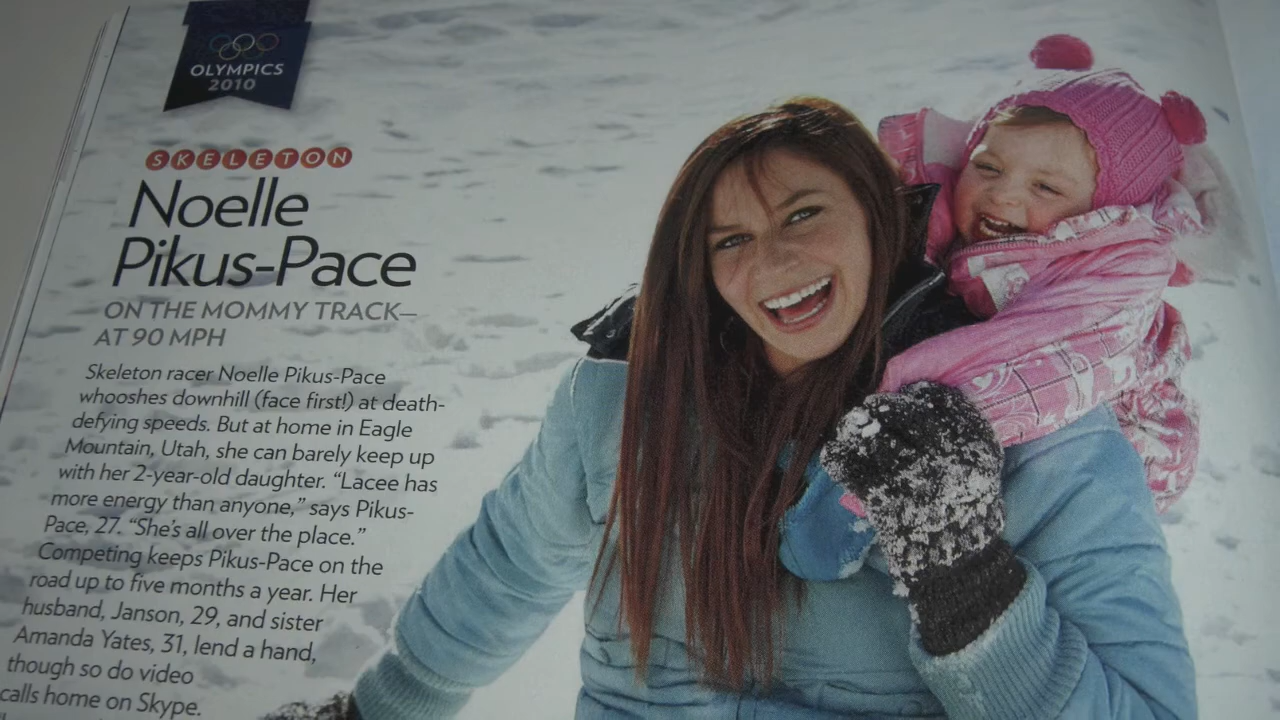 OLYMPICS
2010
SKELETON
Noelle
Pikus-Pace
ON THE MOMMY TRACK—
AT 90 MPH
Skeleton racer Noelle Pikus-Pace
whooshes downhill (face first!) at death-
defying speeds. But at home in Eagle
Mountain, Utah, she can barely keep up
with her 2-year-old daughter. “Lacee has
more energy than anyone,” says Pikus-
Pace, 27. “She’s all over the place.”
Competing keeps Pikus-Pace on the
road up to five months a year. Her
husband, Janson, 29, and sister
Amanda Yates, 31, lend a hand,
though so do video
calls home on Skype.